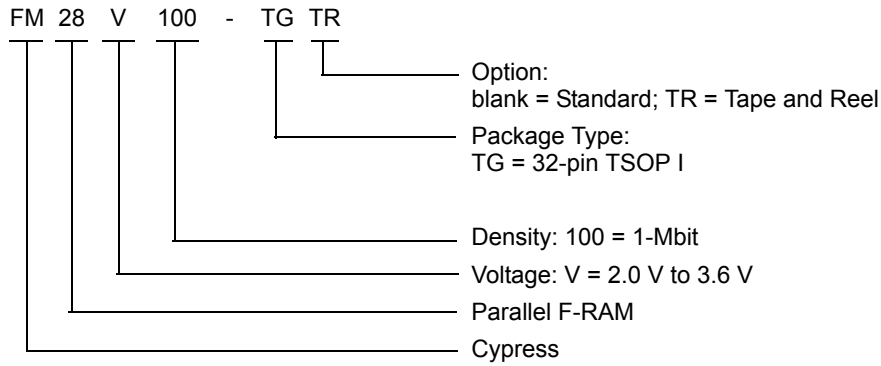 FM 28 V 100 - TG TR
Option:
blank = Standard; TR = Tape and Reel
Package Type:
TG = 32-pin TSOP I
Density: 100 = 1-Mbit
Voltage: V = 2.0 V to 3.6 V
Parallel F-RAM
Cypress